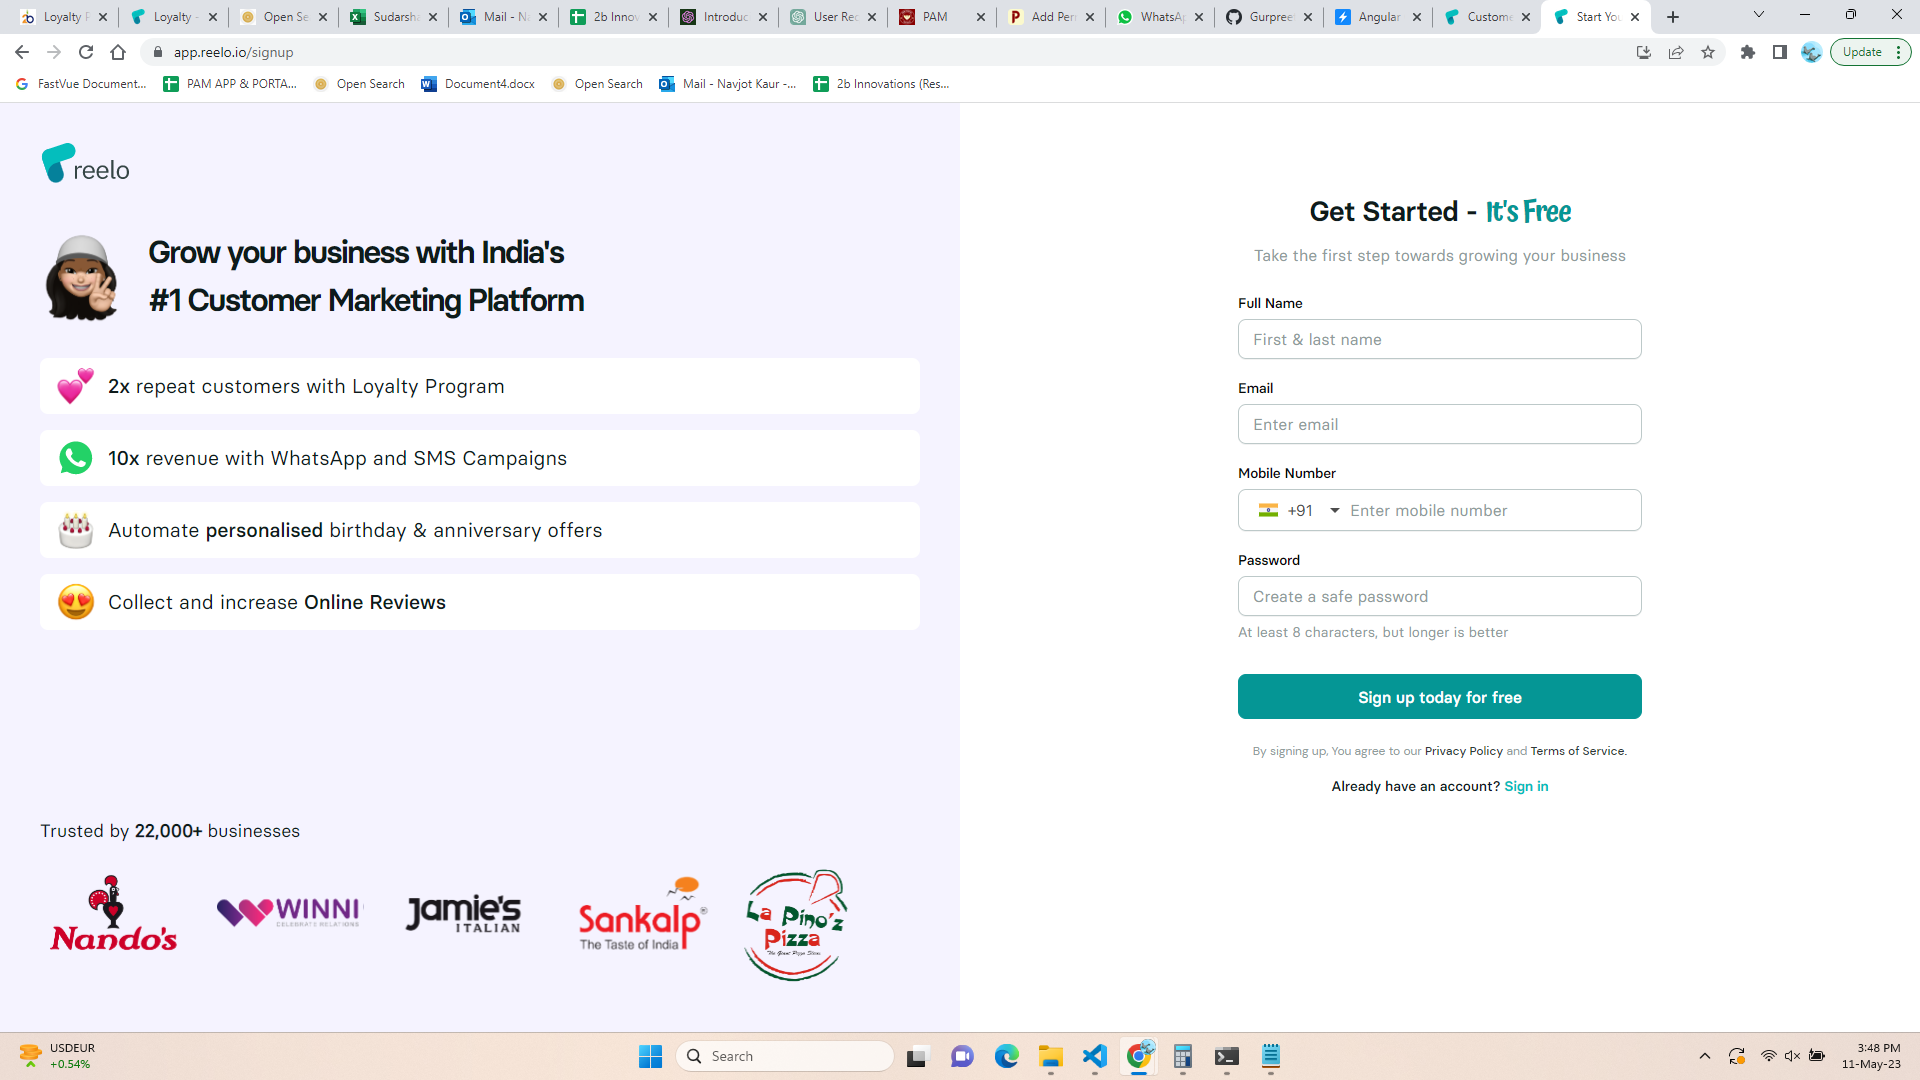 Loyalty P
Loyalty -
Open Se
Sudarsh
Mail - Na
2b Innov
Introduc
User Rec
PAM
Add Per
WhatsAp
Gurpree
Angular
Custome
Start You
app.reelo.io/signup
Update
FastVue Document...
PAM APP & PORTA...
Open Search
Document4.docx
Open Search
Mail - Navjot Kaur -...
2b Innovations (Res...
reelo
Grow your business with India's
#1 Customer Marketing Platform
2x repeat customers with Loyalty Program
10x revenue with WhatsApp and SMS Campaigns
Automate personalised birthday & anniversary offers
Collect and increase Online Reviews
Trusted by 22,000+ businesses
Nando's
WINNI
CELEBRATE RELATIONS
Jamie's
ITALIAN
Sankalp®
The Taste of India
La Pino'z
Pizza
The Giant Pizza Slices
Get Started - It's Free
Take the first step towards growing your business
Full Name
First & last name
Email
Enter email
Mobile Number
+91 Enter mobile number
Password
Create a safe password
At least 8 characters, but longer is better
Sign up today for free
By signing up, You agree to our Privacy Policy and Terms of Service.
Already have an account? Sign in
USDEUR
+0.54%
Search
3:48 PM
11-May-23